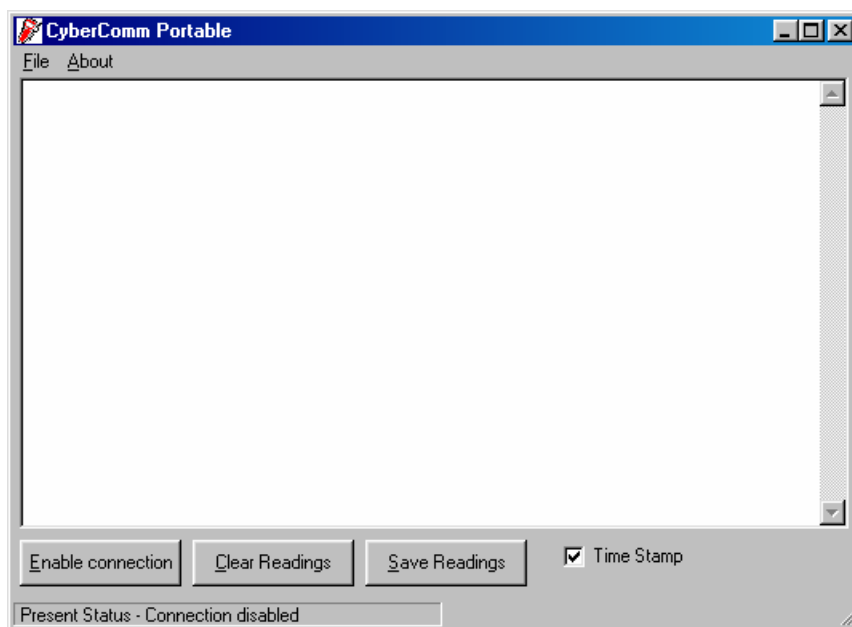 CyberComm Portable
File About
Enable connection Clear Readings Save Readings Time Stamp
Present Status - Connection disabled